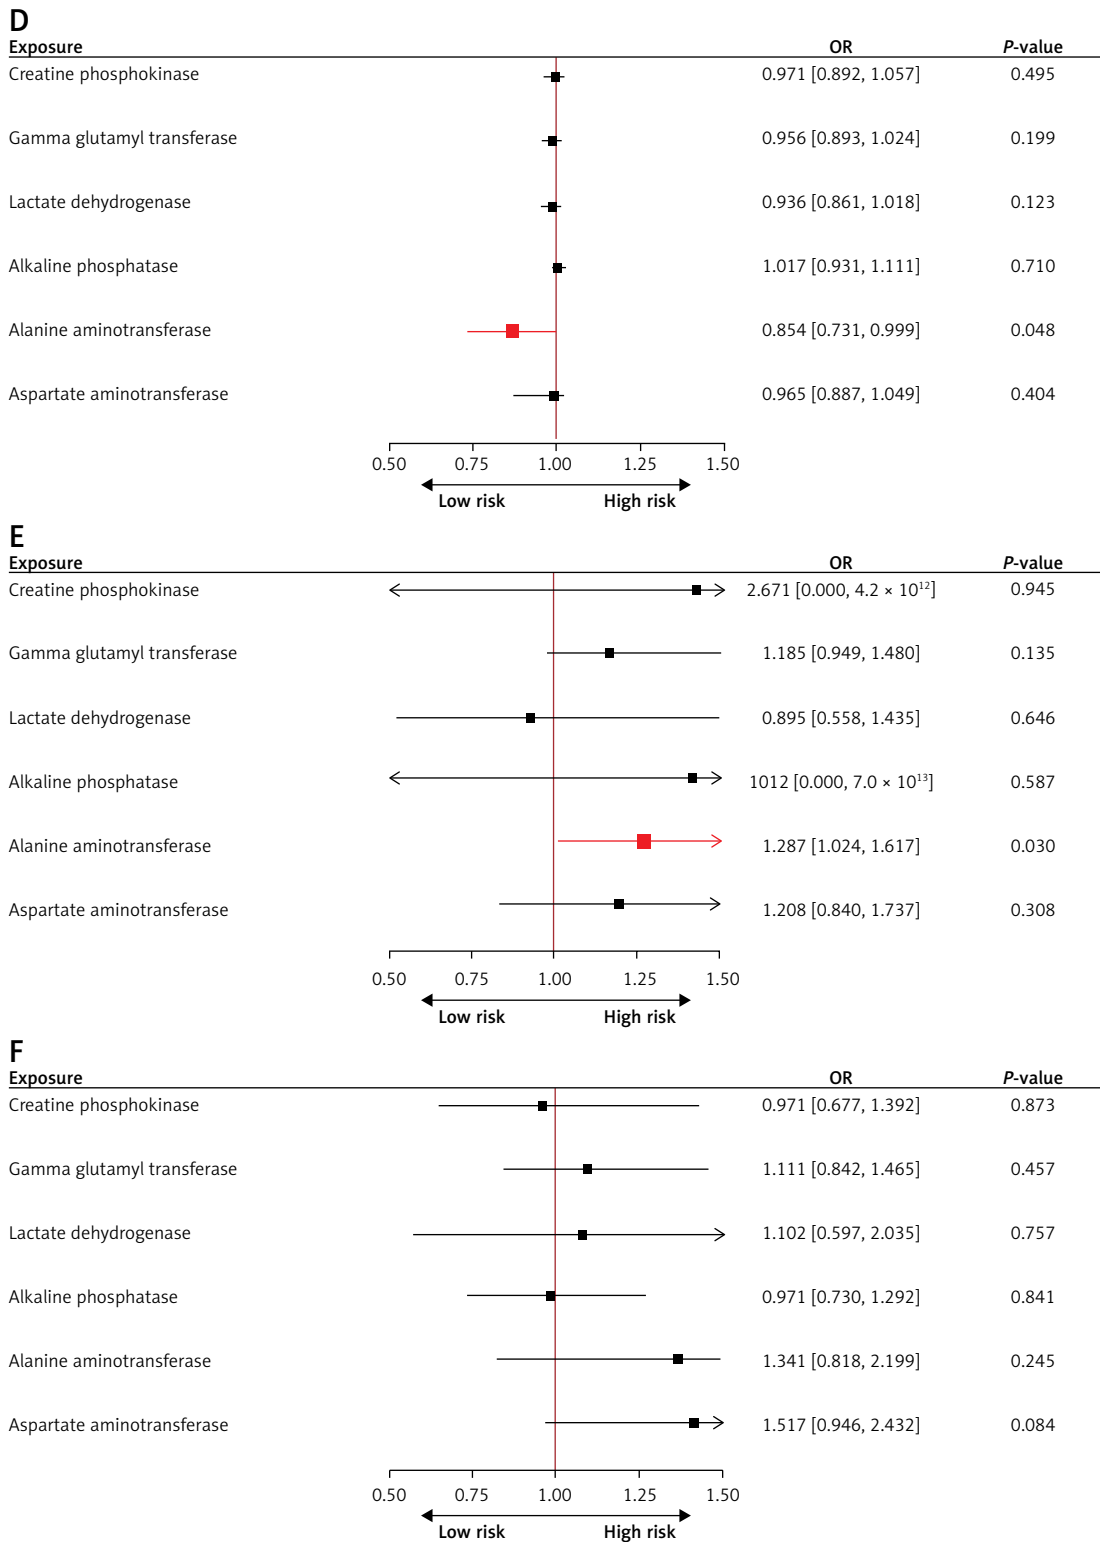 D
Exposure OR P-value
Creatine phosphokinase 0.971 [0.892, 1.057] 0.495
Gamma glutamyl transferase 0.956 [0.893, 1.024] 0.199
Lactate dehydrogenase 0.936 [0.861, 1.018] 0.123
Alkaline phosphatase 1.017 [0.931, 1.111] 0.710
Alanine aminotransferase 0.854 [0.731, 0.999] 0.048
Aspartate aminotransferase 0.965 [0.887, 1.049] 0.404
0.50 0.75 1.00 1.25 1.50
Low risk High risk
E
Exposure OR P-value
Creatine phosphokinase 2.671 [0.000, 4.2 × 10¹²] 0.945
Gamma glutamyl transferase 1.185 [0.949, 1.480] 0.135
Lactate dehydrogenase 0.895 [0.558, 1.435] 0.646
Alkaline phosphatase 1012 [0.000, 7.0 × 10¹³] 0.587
Alanine aminotransferase 1.287 [1.024, 1.617] 0.030
Aspartate aminotransferase 1.208 [0.840, 1.737] 0.308
0.50 0.75 1.00 1.25 1.50
Low risk High risk
F
Exposure OR P-value
Creatine phosphokinase 0.971 [0.677, 1.392] 0.873
Gamma glutamyl transferase 1.111 [0.842, 1.465] 0.457
Lactate dehydrogenase 1.102 [0.597, 2.035] 0.757
Alkaline phosphatase 0.971 [0.730, 1.292] 0.841
Alanine aminotransferase 1.341 [0.818, 2.199] 0.245
Aspartate aminotransferase 1.517 [0.946, 2.432] 0.084
0.50 0.75 1.00 1.25 1.50
Low risk High risk